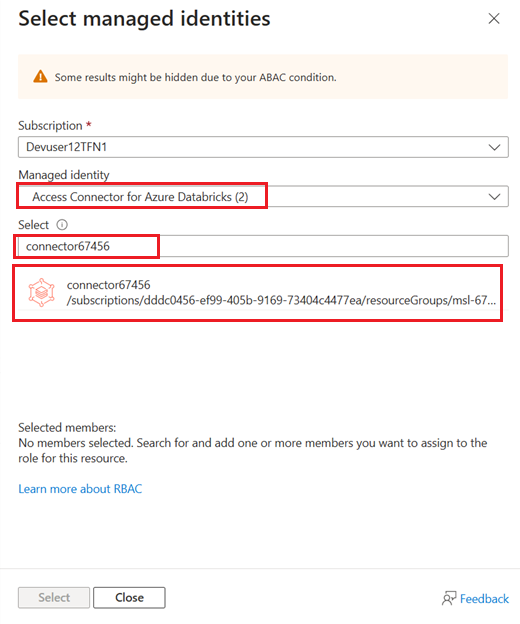 Select managed identities
Some results might be hidden due to your ABAC condition.
Subscription *
Devuser12TFN1
Managed identity
Access Connector for Azure Databricks (2)
Select
connector67456
connector67456
/subscriptions/dddc0456-ef99-405b-9169-73404c4477ea/resourceGroups/msl-67...
Selected members:
No members selected. Search for and add one or more members you want to assign to the
role for this resource.
Learn more about RBAC
Select
Close
Feedback